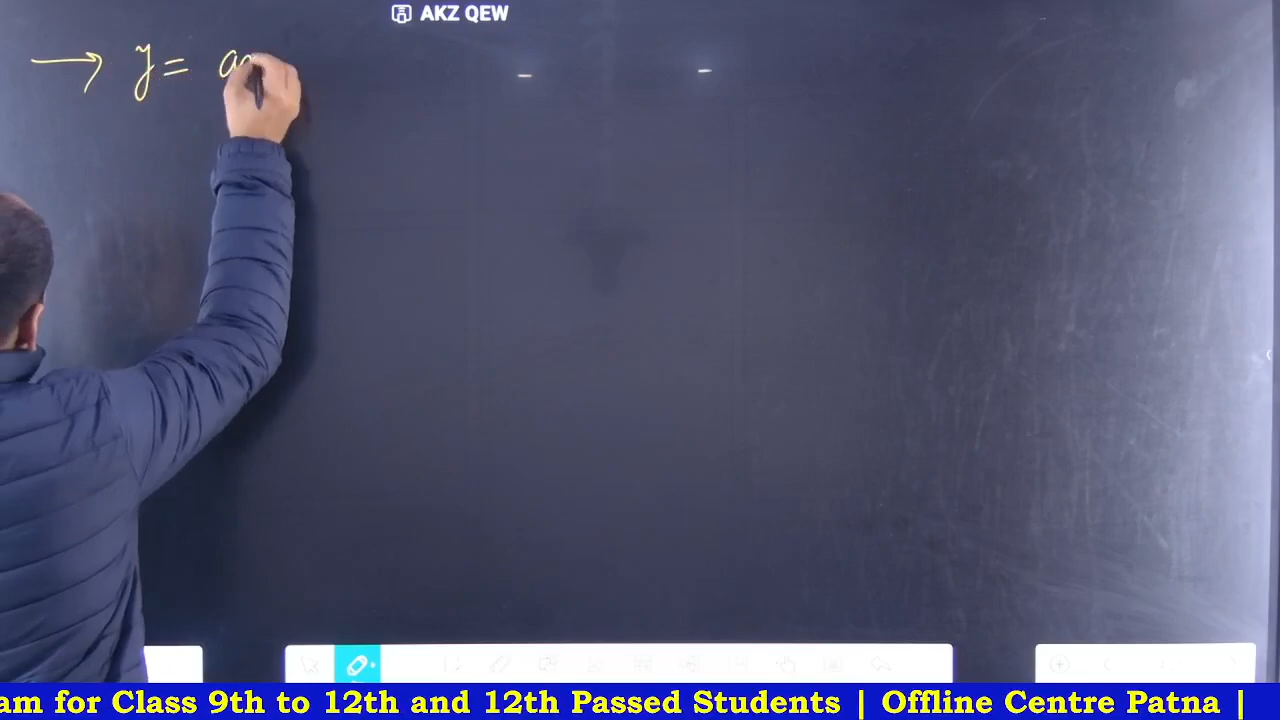 AKZ QEW
→ y = a
am for Class 9th to 12th and 12th Passed Students | Offline Centre Patna |